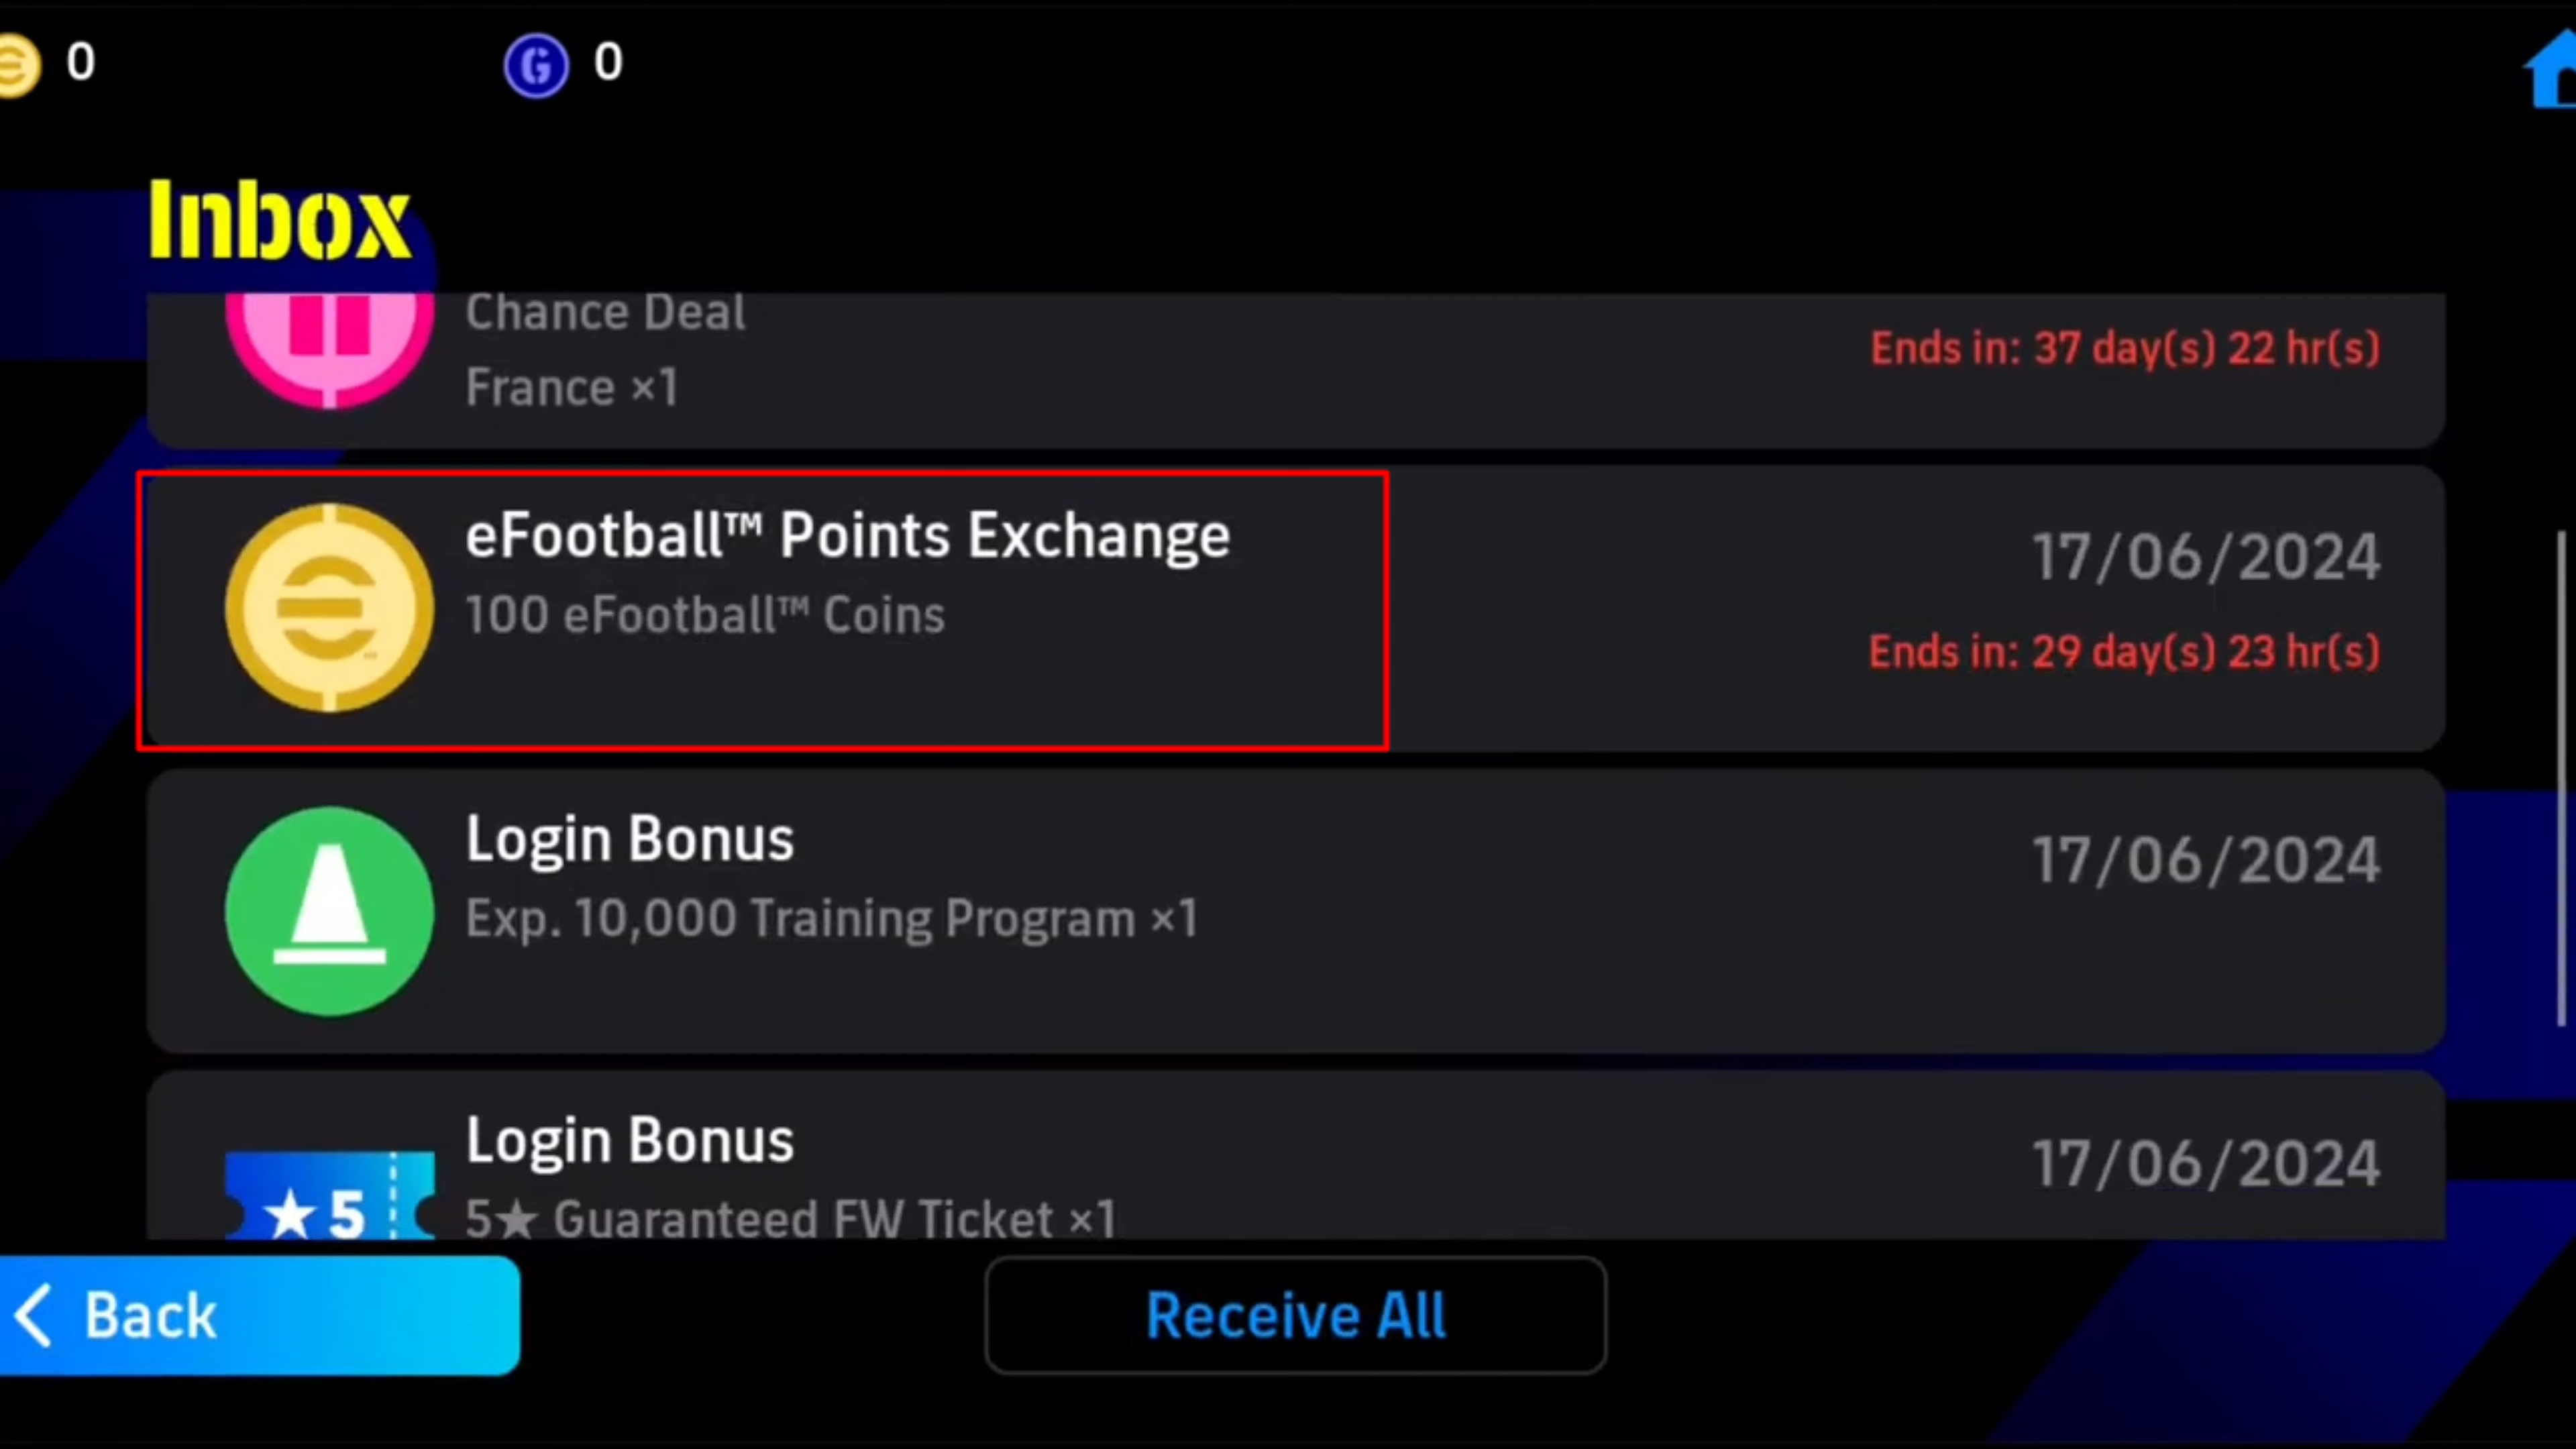 0
0
Inbox
Chance Deal
France ×1
Ends in: 37 day(s) 22 hr(s)
eFootball™ Points Exchange
100 eFootball™ Coins
17/06/2024
Ends in: 29 day(s) 23 hr(s)
Login Bonus
Exp. 10,000 Training Program ×1
17/06/2024
Login Bonus
★5
5★ Guaranteed FW Ticket ×1
17/06/2024
Back
Receive All